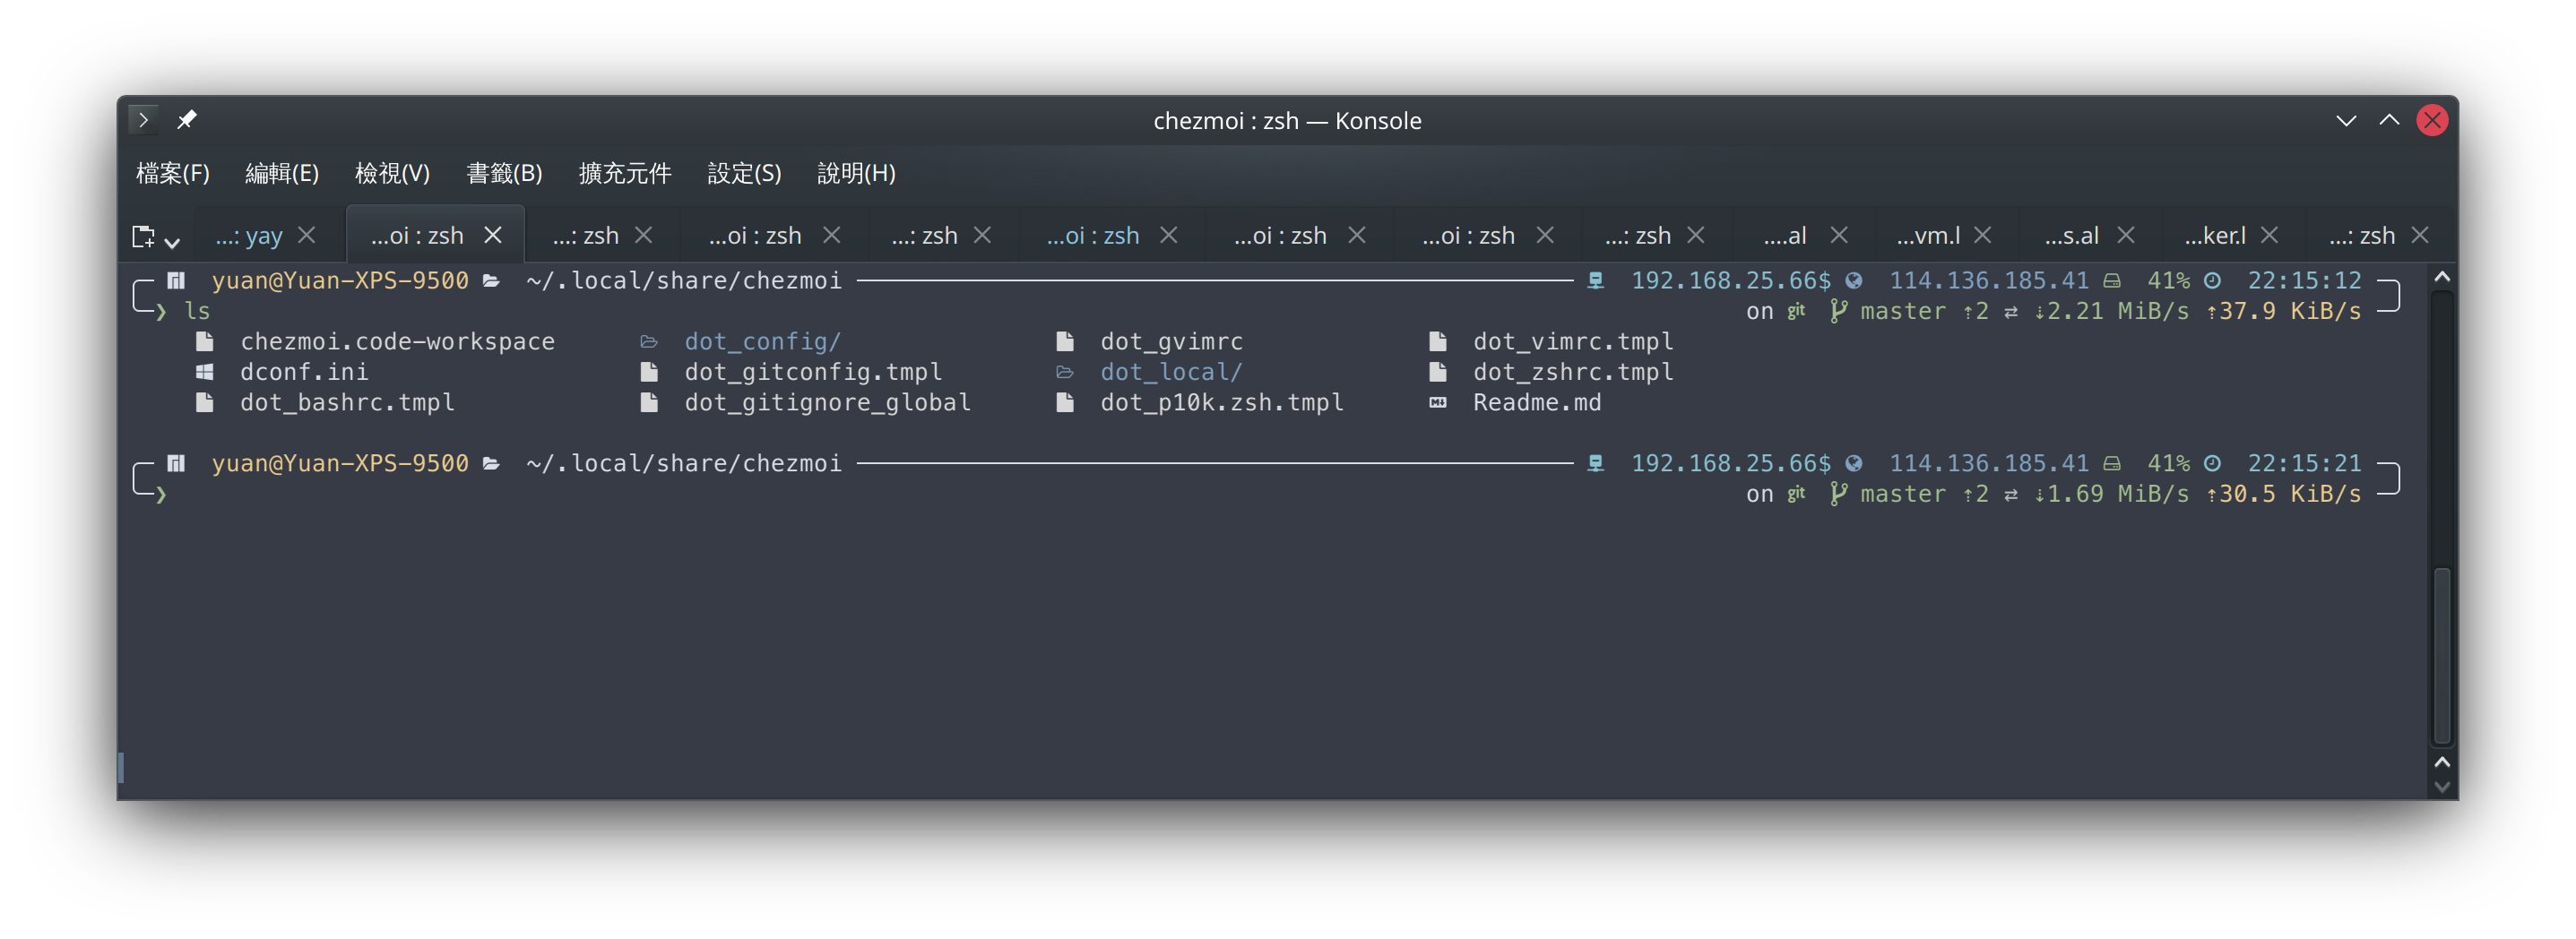 chezmoi : zsh — Konsole
檔案(F) 編輯(E) 檢視(V) 書籤(B) 擴充元件 設定(S) 說明(H)
...: yay ...oi : zsh ...: zsh ...oi : zsh ...: zsh ...oi : zsh ...oi : zsh ...oi : zsh ...: zsh ....al ...vm.l ...s.al ...ker.l ...: zsh
yuan@Yuan-XPS-9500 ~/.local/share/chezmoi 192.168.25.66$ 114.136.185.41 41% 22:15:12
❯ ls on git master ⇡2 ⇄ ⇣2.21 MiB/s ⇡37.9 KiB/s
chezmoi.code-workspace dot_config/ dot_gvimrc dot_vimrc.tmpl
dconf.ini dot_gitconfig.tmpl dot_local/ dot_zshrc.tmpl
dot_bashrc.tmpl dot_gitignore_global dot_p10k.zsh.tmpl Readme.md
yuan@Yuan-XPS-9500 ~/.local/share/chezmoi 192.168.25.66$ 114.136.185.41 41% 22:15:21
❯ on git master ⇡2 ⇄ ⇣1.69 MiB/s ⇡30.5 KiB/s